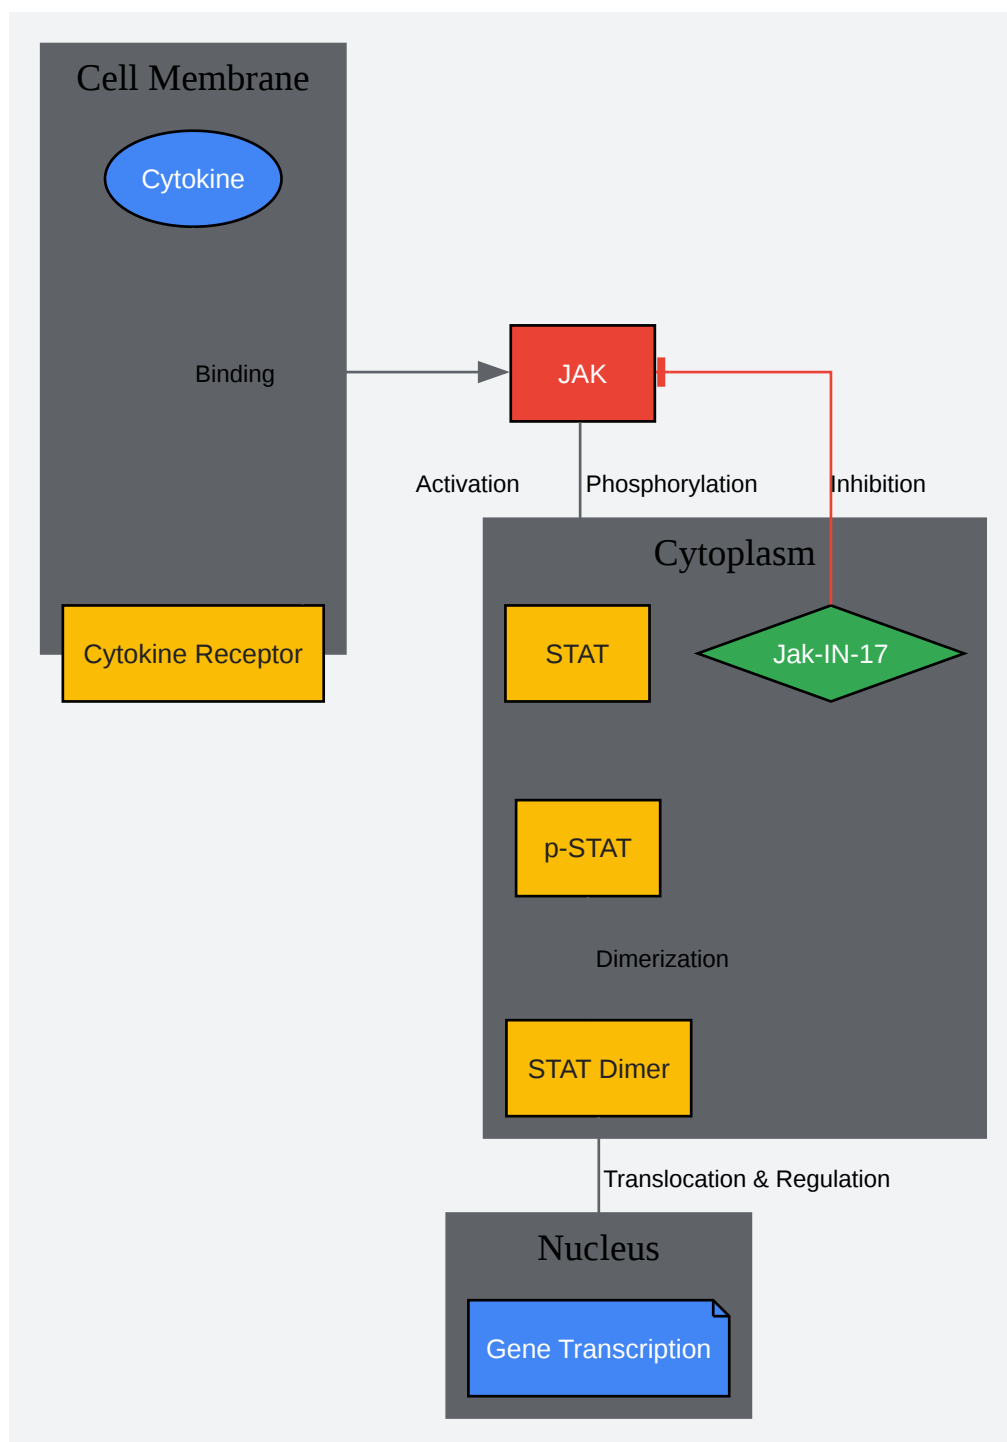 Cell Membrane
Cytokine
Binding
JAK
Activation
Phosphorylation
Inhibition
Cytoplasm
Cytokine Receptor
STAT
Jak-IN-17
p-STAT
Dimerization
STAT Dimer
Translocation & Regulation
Nucleus
Gene Transcription